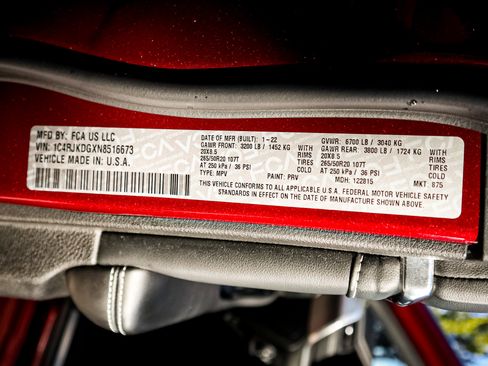 MFD BY: FCA US LLC
VIN: 1C4RJKDGXN8516673
VEHICLE MADE IN U.S.A.
DATE OF MFR (BUILT): 1-22 GVWR: 6700 LB / 3040 KG
GAWR FRONT: 3200 LB / 1452 KG WITH GAWR REAR 3800 LB / 1724 KG WITH
20X8.5 RIMS 20X8.5 RIMS
265/50R20 107T TIRES 265/50R20 107T TIRES
AT 250 kPa / 36 PSI COLD AT 250 kPa / 36 PSI COLD
TYPE: MPV PAINT: PRV MDH: 122815 MKT: 875
THIS VEHICLE CONFORMS TO ALL APPLICABLE U.S.A. FEDERAL MOTOR VEHICLE SAFETY
STANDARDS IN EFFECT ON THE DATE OF MANUFACTURE SHOWN ABOVE.